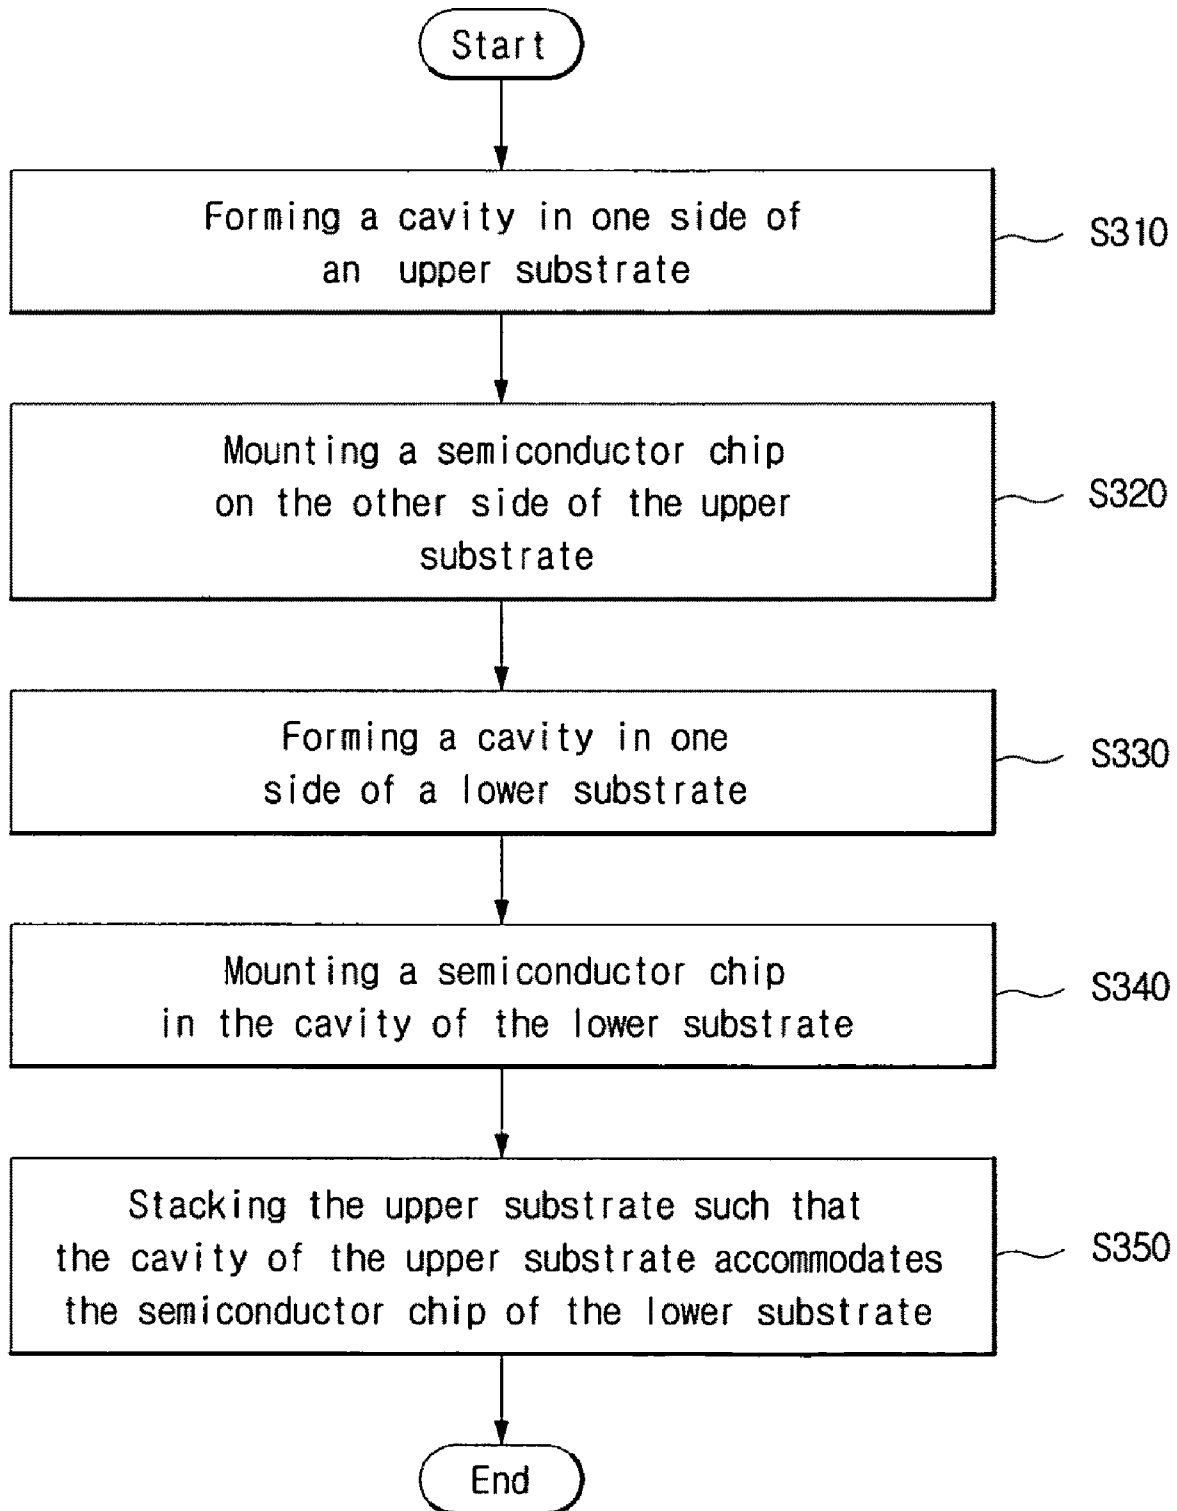 Start
Forming a cavity in one side of
an upper substrate
S310
Mounting a semiconductor chip
on the other side of the upper
substrate
S320
Forming a cavity in one
side of a lower substrate
S330
Mounting a semiconductor chip
in the cavity of the lower substrate
S340
Stacking the upper substrate such that
the cavity of the upper substrate accommodates
the semiconductor chip of the lower substrate
S350
End